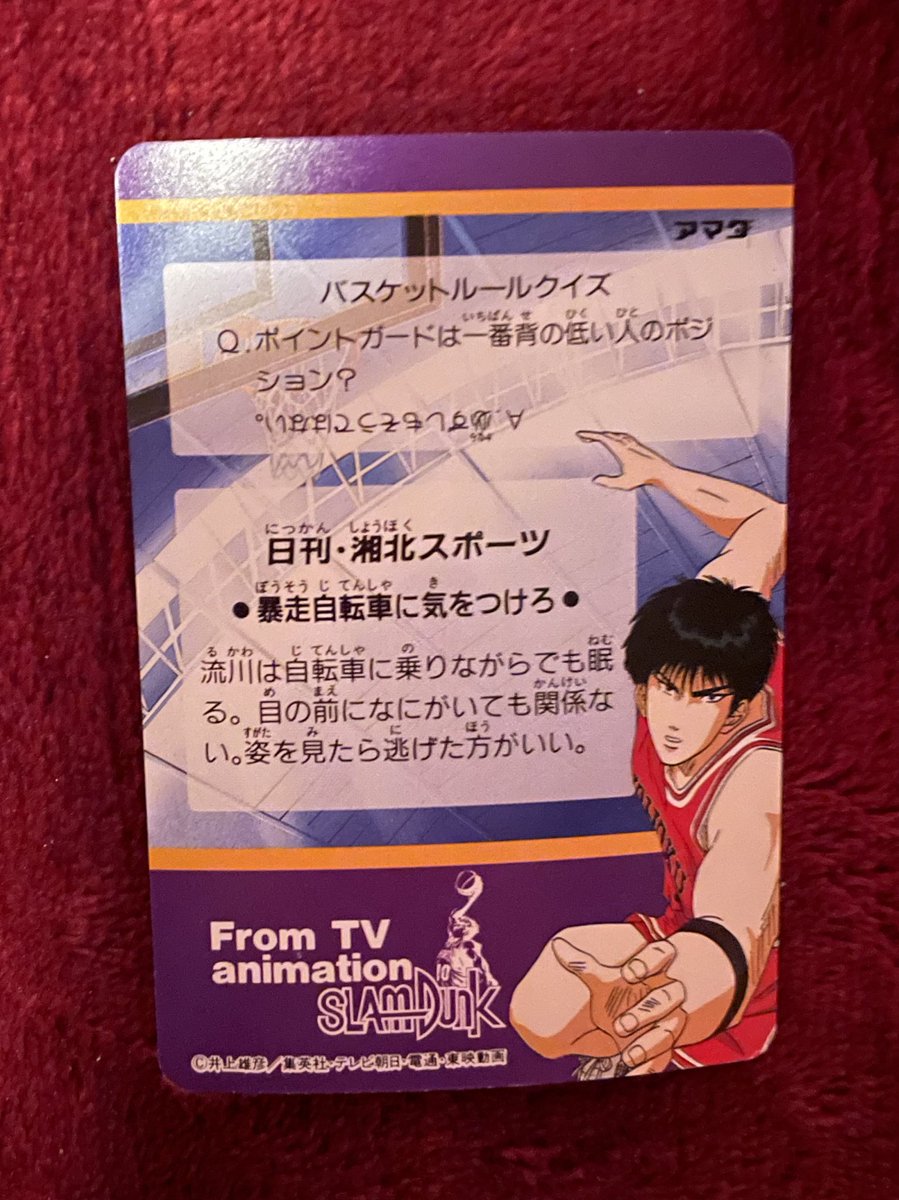 アマダ
バスケットルールクイズ
Q.ポイントガードは一番背の低い人のポジ
ション?
A.必ずしもそうではない。
日刊・湘北スポーツ
●暴走自転車に気をつけろ●
流川は自転車に乗りながらでも眠
る。目の前になにがいても関係な
い。姿を見たら逃げた方がいい。
From TV
animation
SLAM DUNK
©井上雄彦/集英社・テレビ朝日・電通・東映動画